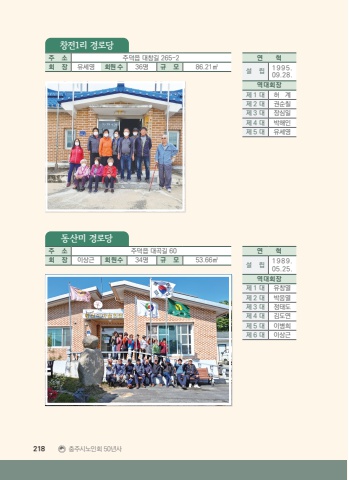 창전1리 경로당
주 소 주덕읍 대창길 265-2
회 장 유세영 회원수 36명 규 모 86.21㎡
연 혁
설 립 1995. 09.28.
역대회장
제1대 허 계
제2대 권순철
제3대 장삼일
제4대 박해인
제5대 유세영
동산미 경로당
주 소 주덕읍 대곡길 60
회 장 이상근 회원수 34명 규 모 53.66㎡
연 혁
설 립 1989. 05.25.
역대회장
제1대 유창열
제2대 박응열
제3대 정태도
제4대 김도연
제5대 이병희
제6대 이상근
218 충주시노인회 50년사